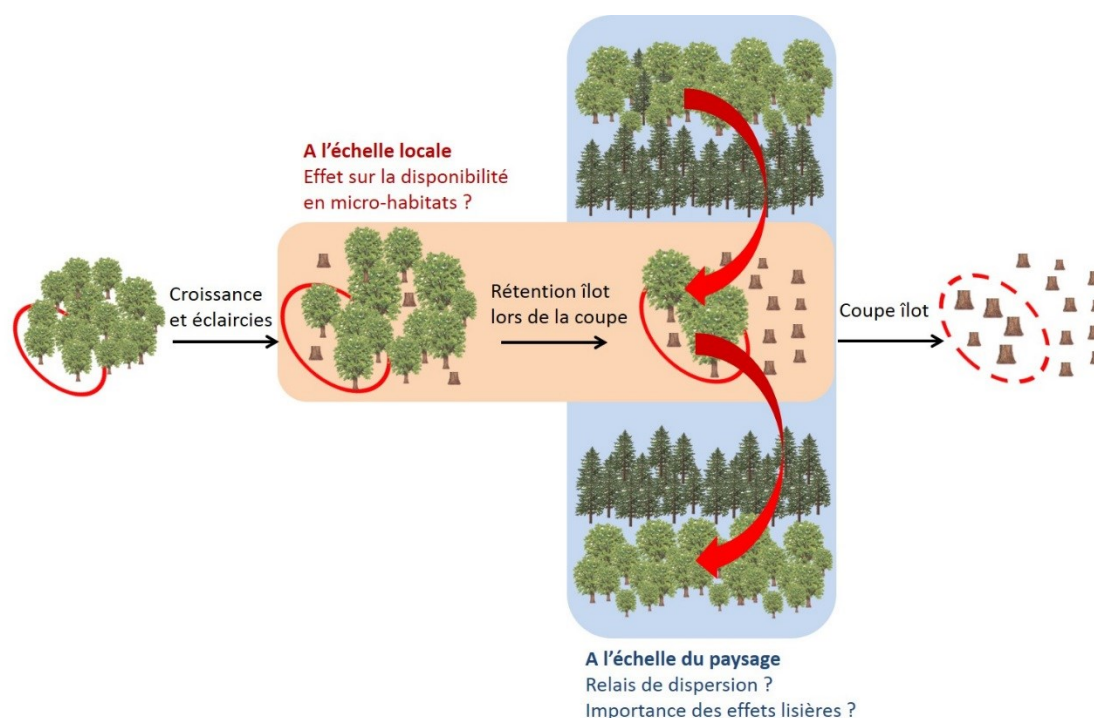 A l'échelle locale
Effet sur la disponibilité
en micro-habitats ?
Croissance
et éclaircies
Rétention îlot
lors de la coupe
Coupe îlot
A l'échelle du paysage
Relais de dispersion ?
Importance des effets lisières ?